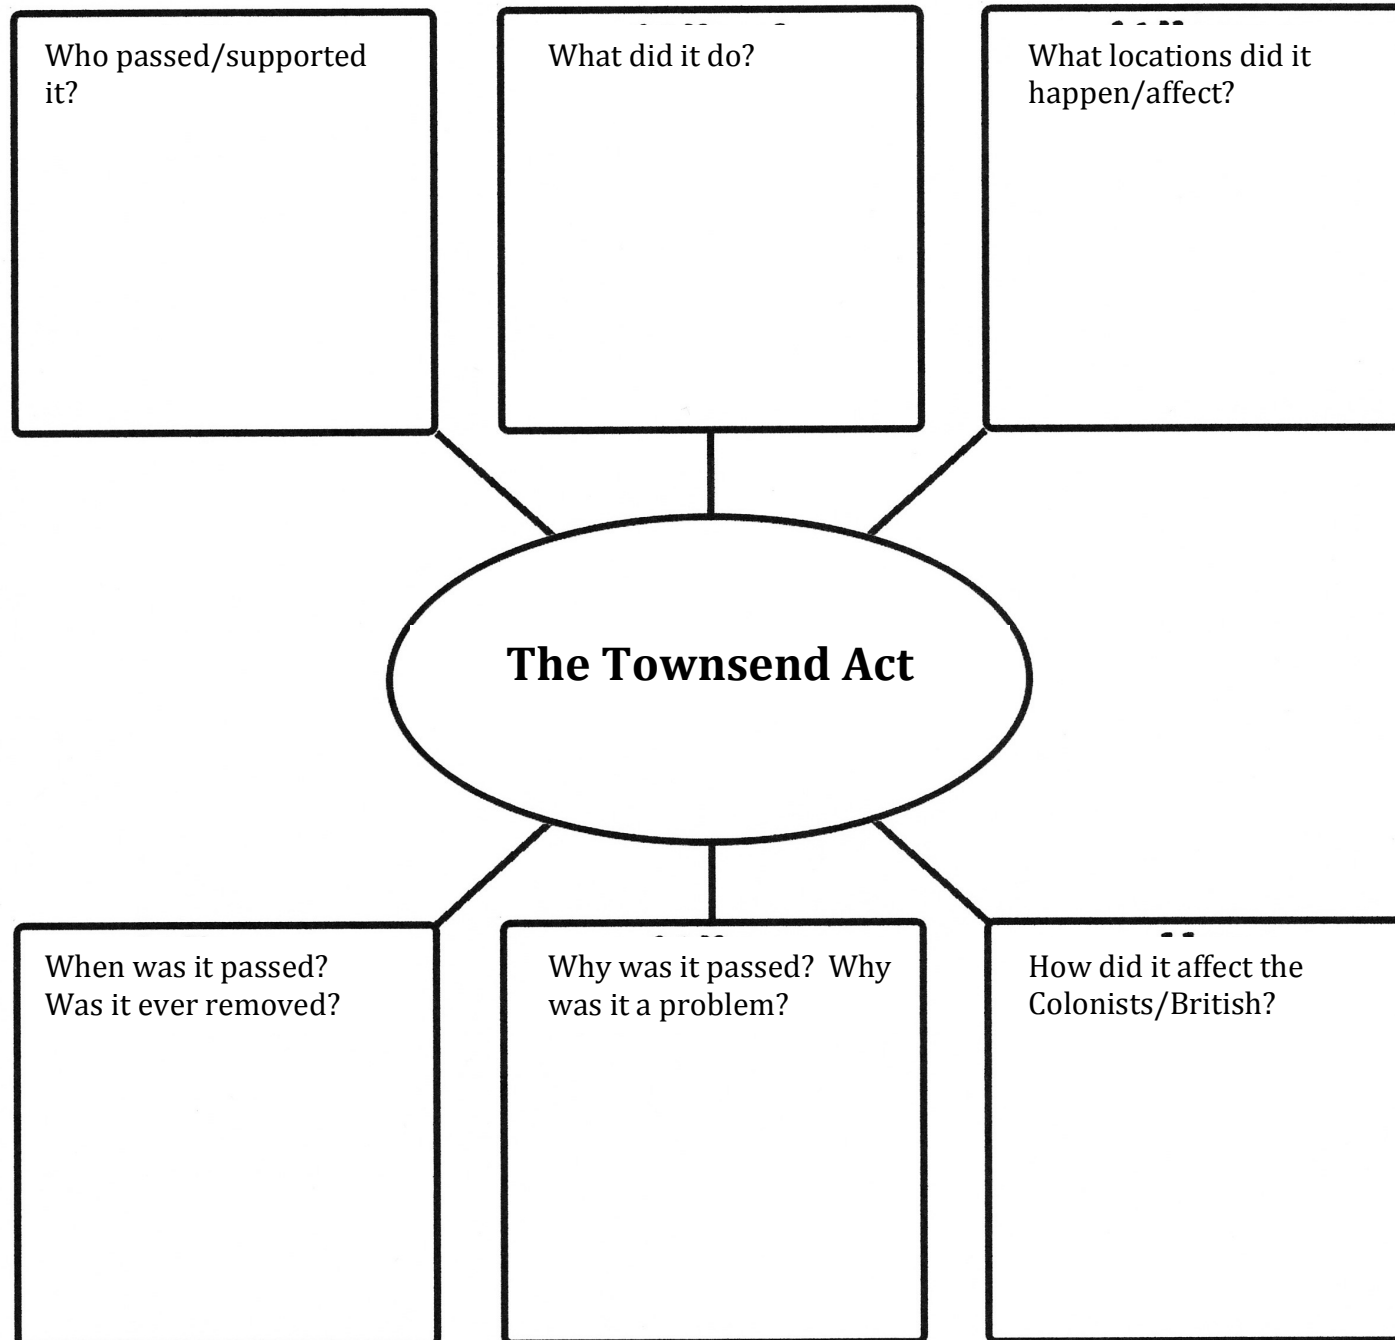 Who passed/supported
it?
What did it do?
What locations did it
happen/affect?
The Townsend Act
When was it passed?
Was it ever removed?
Why was it passed?  Why
was it a problem?
How did it affect the
Colonists/British?